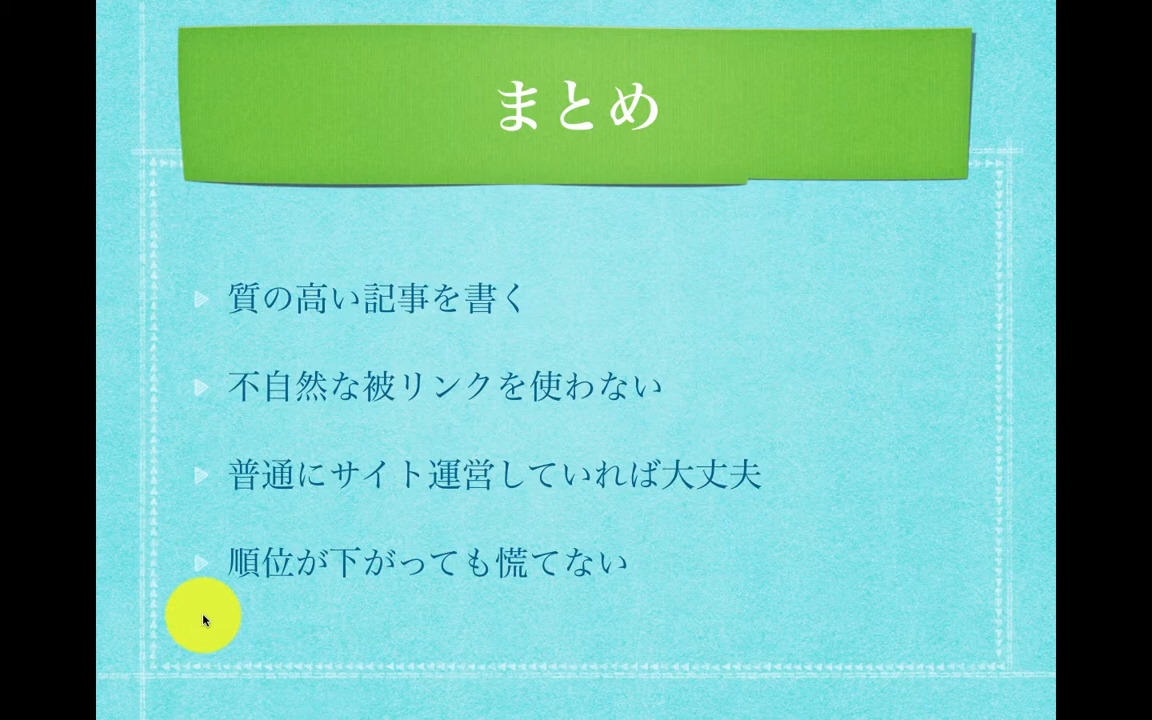 まとめ
質の高い記事を書く
不自然な被リンクを使わない
普通にサイト運営していれば大丈夫
順位が下がっても慌てない